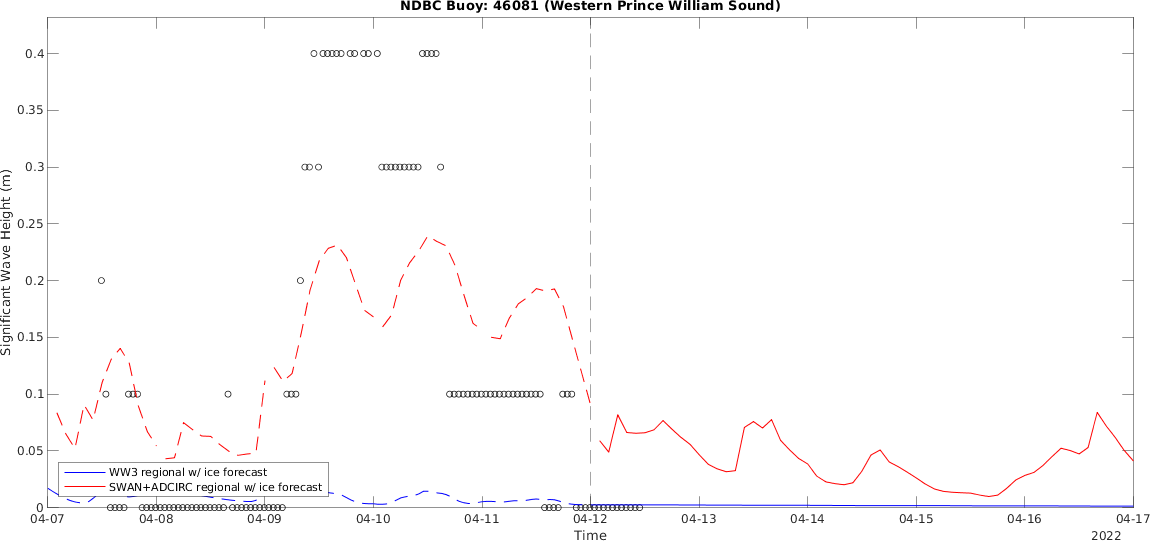 NDBC Buoy: 46081 (Western Prince William Sound)
Significant Wave Height (m)
0.4
0.35
0.3
0.25
0.2
0.15
0.1
0.05
0
WW3 regional w/ ice forecast
SWAN+ADCIRC regional w/ ice forecast
04-07 04-08 04-09 04-10 04-11 04-12 04-13 04-14 04-15 04-16 04-17
Time
2022